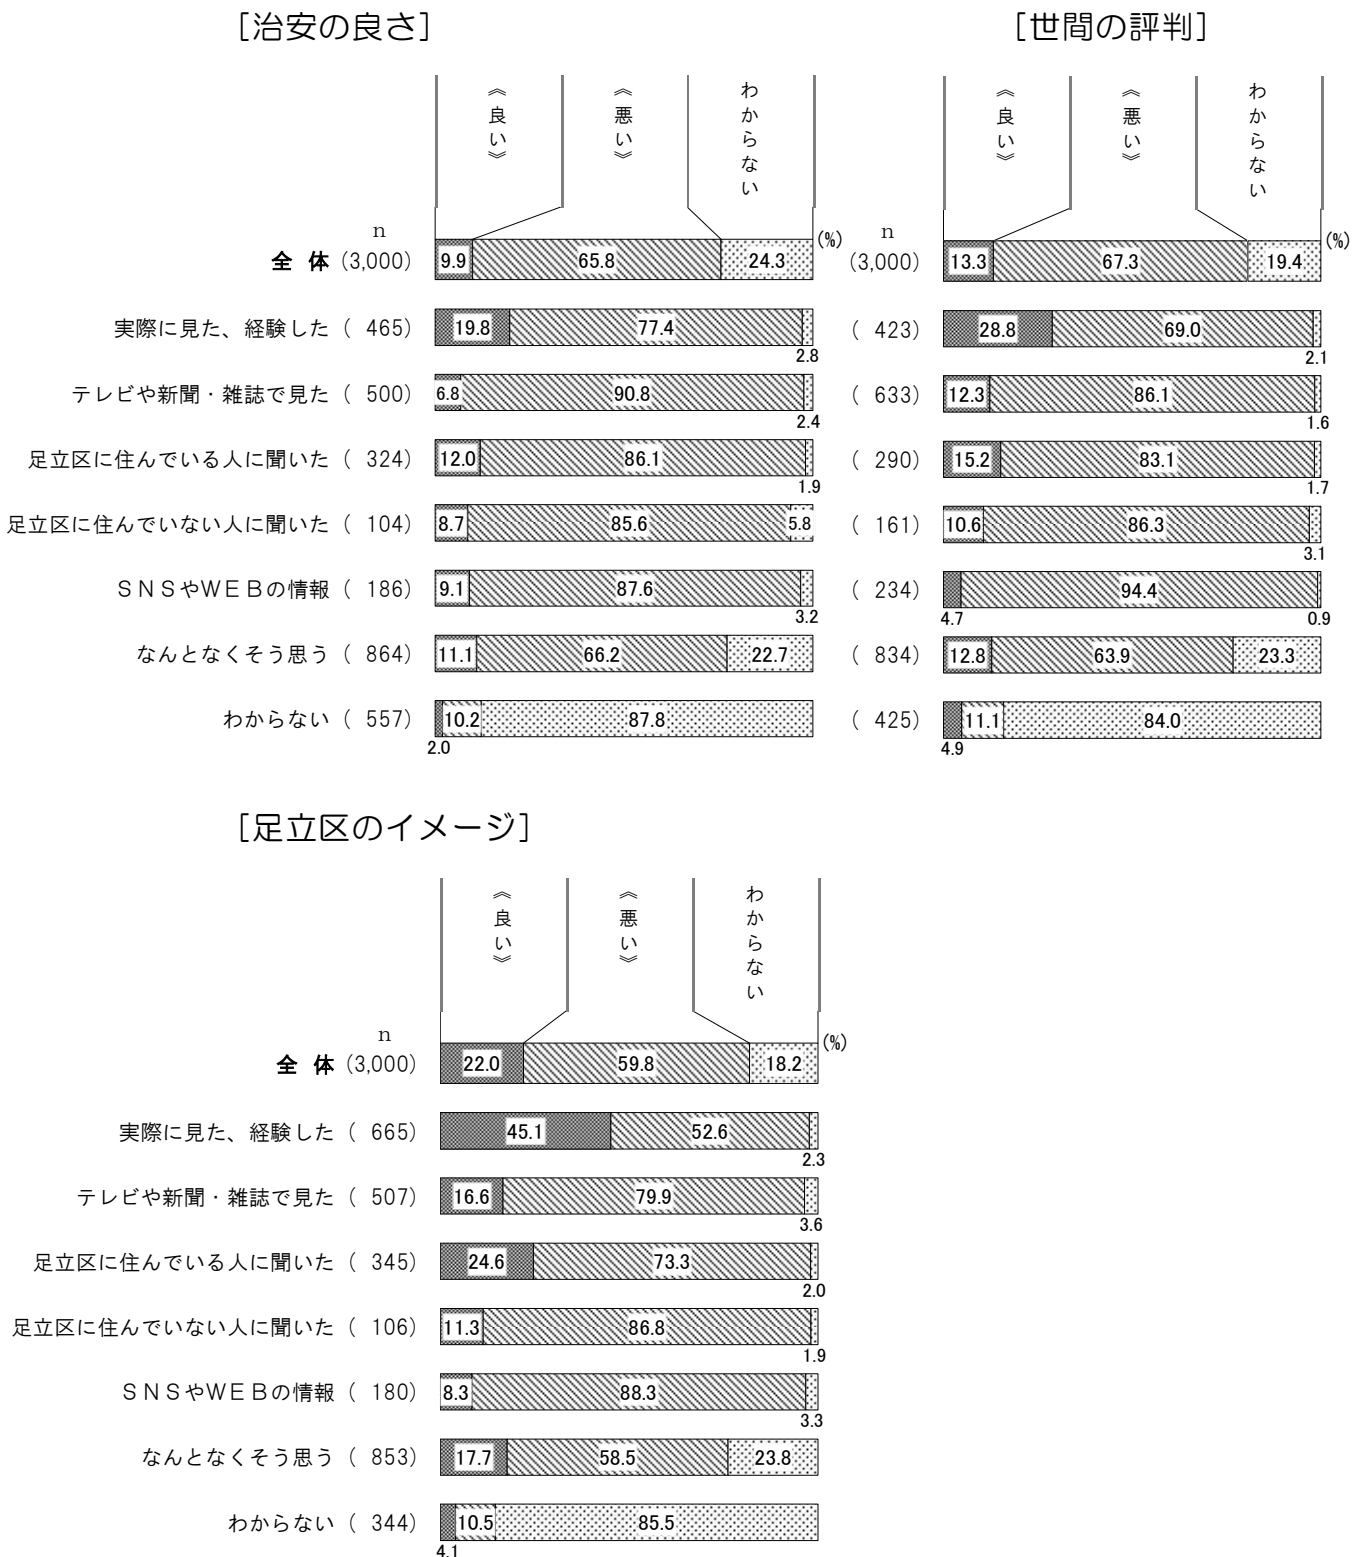 ［治安の良さ］
［世間の評判］
《良い》
《悪い》
わからない
《良い》
《悪い》
わからない
n
(%)
n
(%)
全 体 (3,000) 9.9 65.8 24.3
(3,000) 13.3 67.3 19.4
実際に見た、経験した ( 465) 19.8 77.4 2.8
( 423) 28.8 69.0 2.1
テレビや新聞・雑誌で見た ( 500) 6.8 90.8 2.4
( 633) 12.3 86.1 1.6
足立区に住んでいる人に聞いた ( 324) 12.0 86.1 1.9
( 290) 15.2 83.1 1.7
足立区に住んでいない人に聞いた ( 104) 8.7 85.6 5.8
( 161) 10.6 86.3 3.1
ＳＮＳやＷＥＢの情報 ( 186) 9.1 87.6 3.2
( 234) 4.7 94.4 0.9
なんとなくそう思う ( 864) 11.1 66.2 22.7
( 834) 12.8 63.9 23.3
わからない ( 557) 2.0 10.2 87.8
( 425) 4.9 11.1 84.0
［足立区のイメージ］
《良い》
《悪い》
わからない
n
(%)
全 体 (3,000) 22.0 59.8 18.2
実際に見た、経験した ( 665) 45.1 52.6 2.3
テレビや新聞・雑誌で見た ( 507) 16.6 79.9 3.6
足立区に住んでいる人に聞いた ( 345) 24.6 73.3 2.0
足立区に住んでいない人に聞いた ( 106) 11.3 86.8 1.9
ＳＮＳやＷＥＢの情報 ( 180) 8.3 88.3 3.3
なんとなくそう思う ( 853) 17.7 58.5 23.8
わからない ( 344) 4.1 10.5 85.5